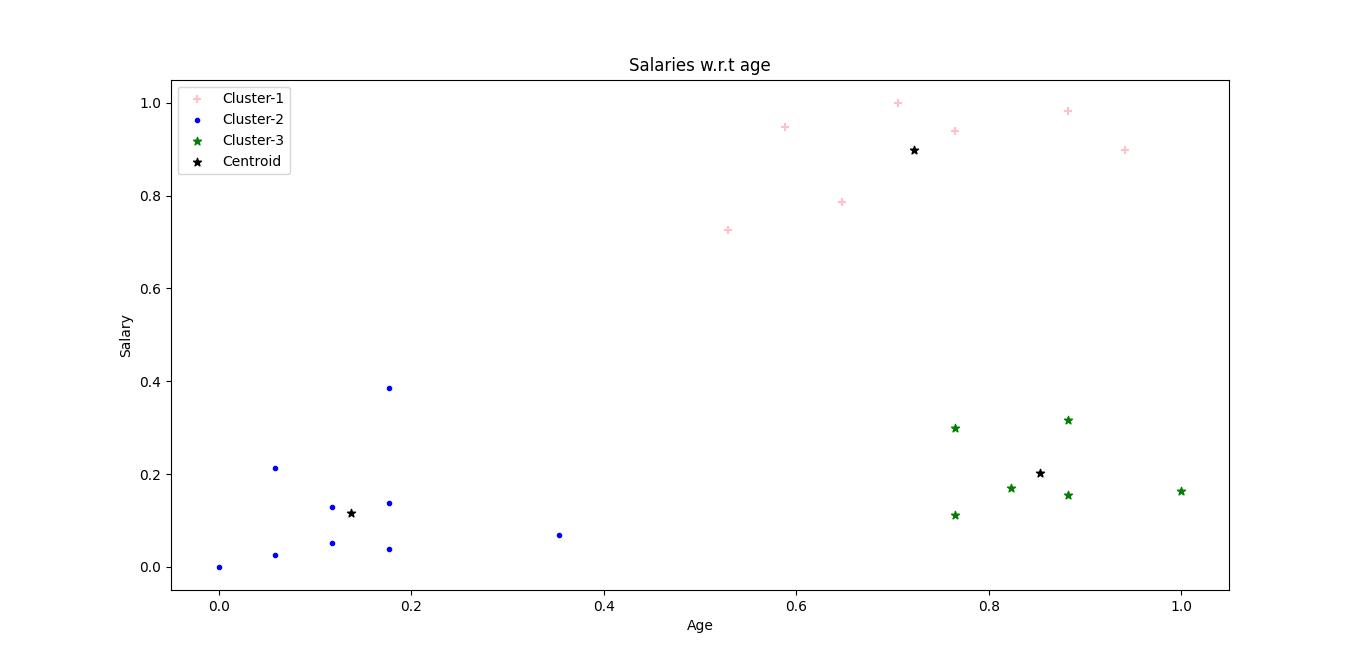 Salaries w.r.t age
Cluster-1
Cluster-2
Cluster-3
Centroid
1.0
0.8
0.6
0.4
0.2
0.0
Salary
0.0 0.2 0.4 0.6 0.8 1.0
Age